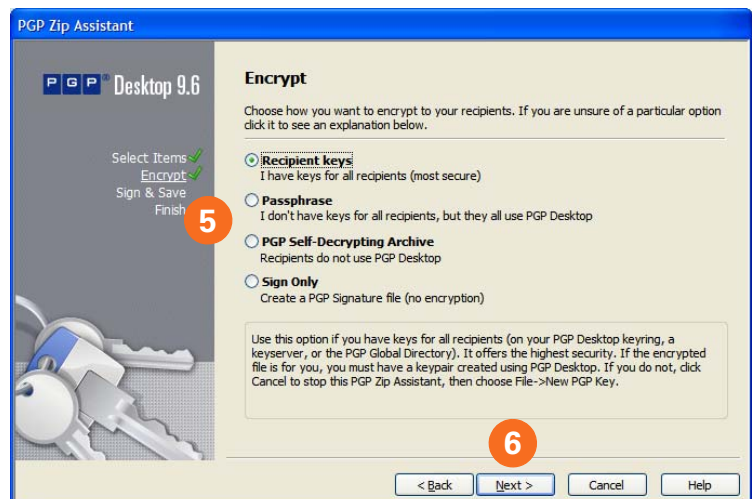 PGP Zip Assistant
PGP® Desktop 9.6
Select Items
Encrypt
Sign & Save
Finish
5
Encrypt
Choose how you want to encrypt to your recipients. If you are unsure of a particular option
click it to see an explanation below.
Recipient keys
I have keys for all recipients (most secure)
Passphrase
I don't have keys for all recipients, but they all use PGP Desktop
PGP Self-Decrypting Archive
Recipients do not use PGP Desktop
Sign Only
Create a PGP Signature file (no encryption)
Use this option if you have keys for all recipients (on your PGP Desktop keyring, a
keyserver, or the PGP Global Directory). It offers the highest security. If the encrypted
file is for you, you must have a keypair created using PGP Desktop. If you do not, click
Cancel to stop this PGP Zip Assistant, then choose File->New PGP Key.
6
< Back Next > Cancel Help